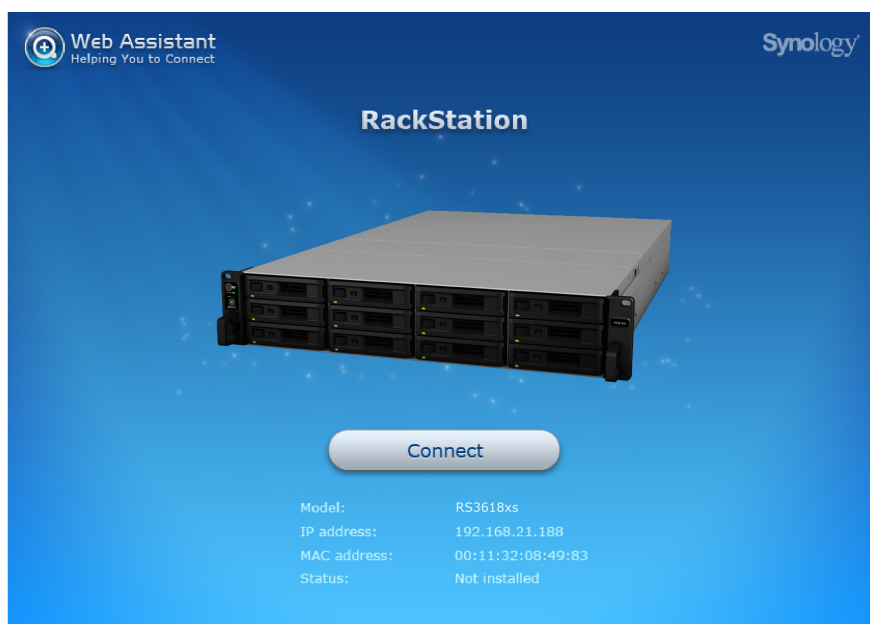 Web Assistant
Helping You to Connect
Synology
RackStation
Connect
Model: RS3618xs
IP address: 192.168.21.188
MAC address: 00:11:32:08:49:83
Status: Not installed